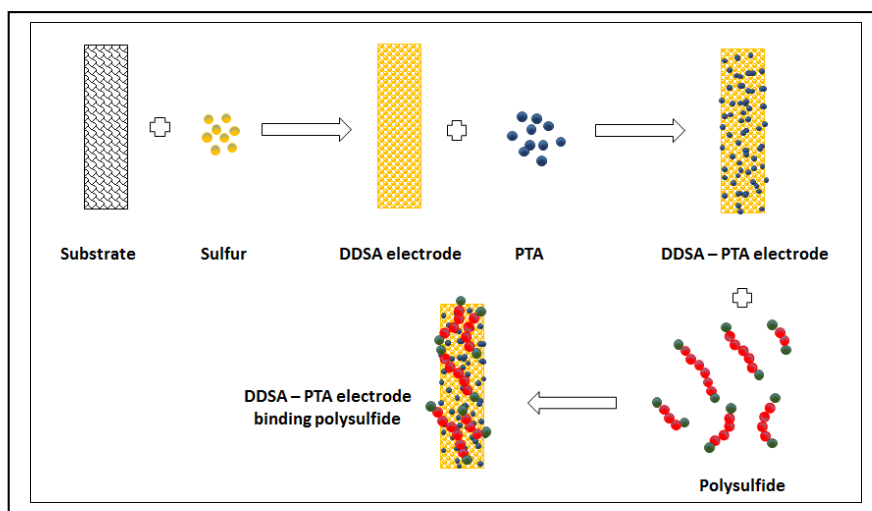 Substrate
Sulfur
DDSA electrode
PTA
DDSA – PTA electrode
DDSA – PTA electrode
binding polysulfide
Polysulfide